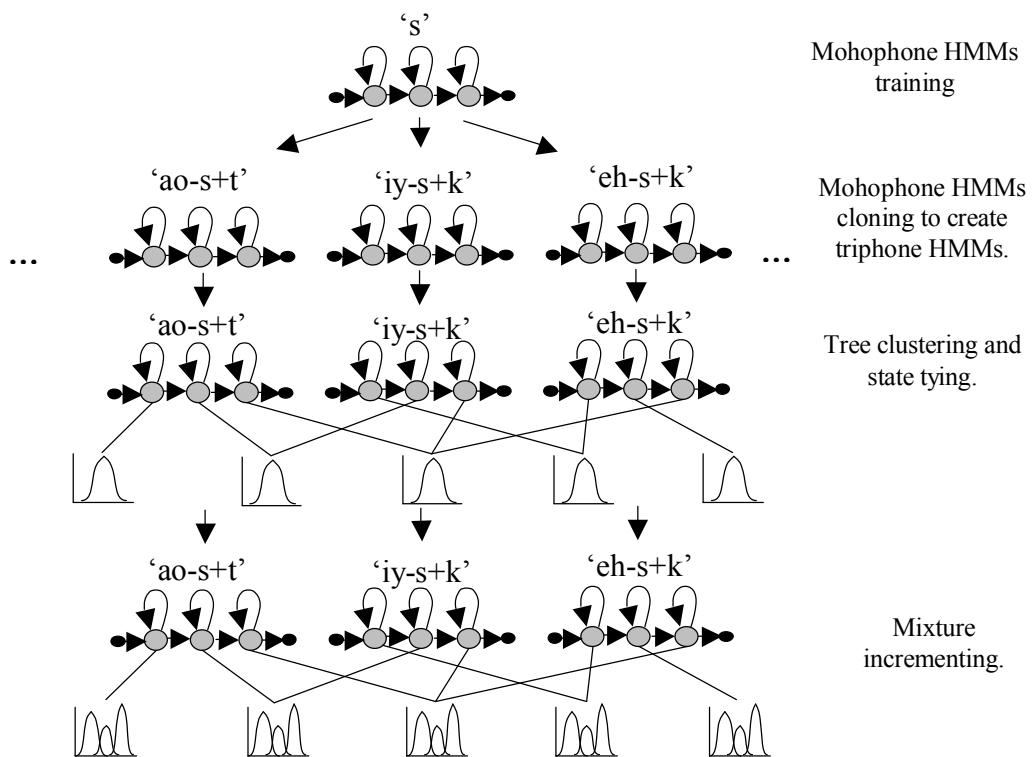 ‘s’
Mohophone HMMs
training
‘ao-s+t’
‘iy-s+k’
‘eh-s+k’
Mohophone HMMs
cloning to create
triphone HMMs.
...
...
‘ao-s+t’
‘iy-s+k’
‘eh-s+k’
Tree clustering and
state tying.
‘ao-s+t’
‘iy-s+k’
‘eh-s+k’
Mixture
incrementing.